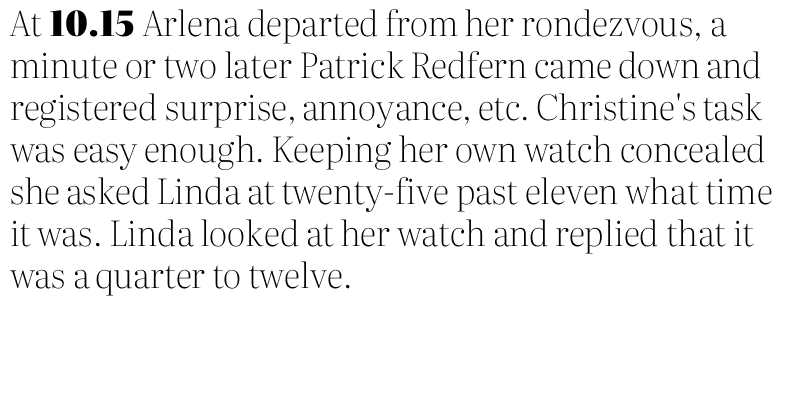 At 10.15 Arlena departed from her rondezvous, a
minute or two later Patrick Redfern came down and
registered surprise, annoyance, etc. Christine's task
was easy enough. Keeping her own watch concealed
she asked Linda at twenty-five past eleven what time
it was. Linda looked at her watch and replied that it
was a quarter to twelve.